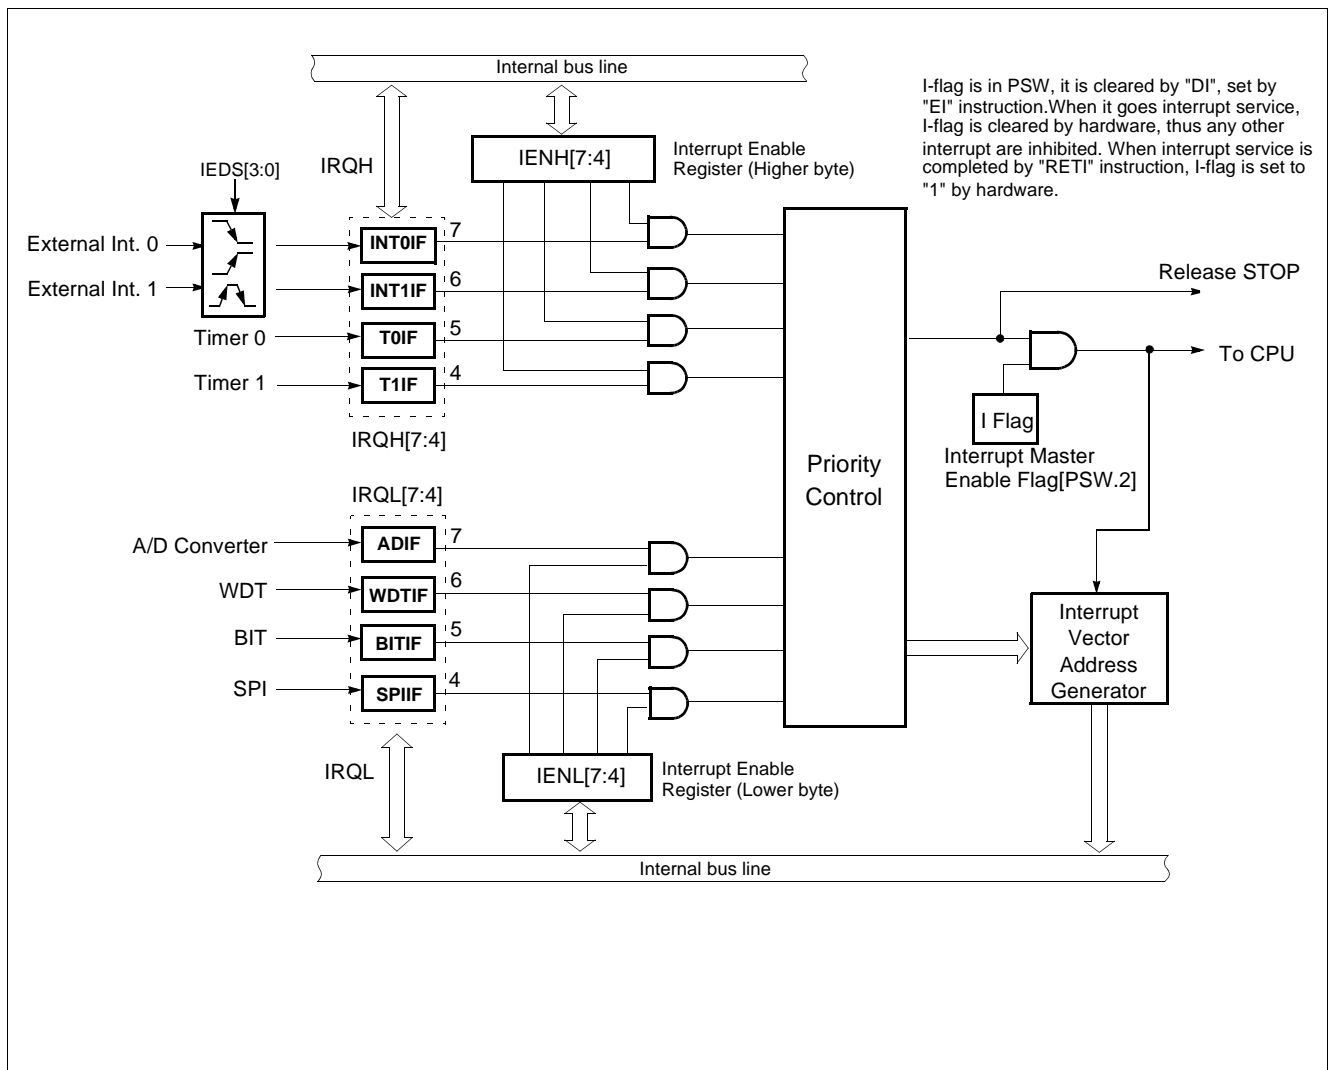 Internal bus line
I-flag is in PSW, it is cleared by "DI", set by
"EI" instruction.When it goes interrupt service,
I-flag is cleared by hardware, thus any other
interrupt are inhibited. When interrupt service is
completed by "RETI" instruction, I-flag is set to
"1" by hardware.
IRQH
IENH[7:4]
Interrupt Enable
Register (Higher byte)
IEDS[3:0]
External Int. 0
INT0IF
7
External Int. 1
INT1IF
6
Timer 0
T0IF
5
Timer 1
T1IF
4
IRQH[7:4]
Release STOP
To CPU
I Flag
Interrupt Master
Enable Flag[PSW.2]
Priority
Control
IRQL[7:4]
A/D Converter
ADIF
7
WDT
WDTIF
6
BIT
BITIF
5
SPI
SPIIF
4
Interrupt
Vector
Address
Generator
IRQL
IENL[7:4]
Interrupt Enable
Register (Lower byte)
Internal bus line